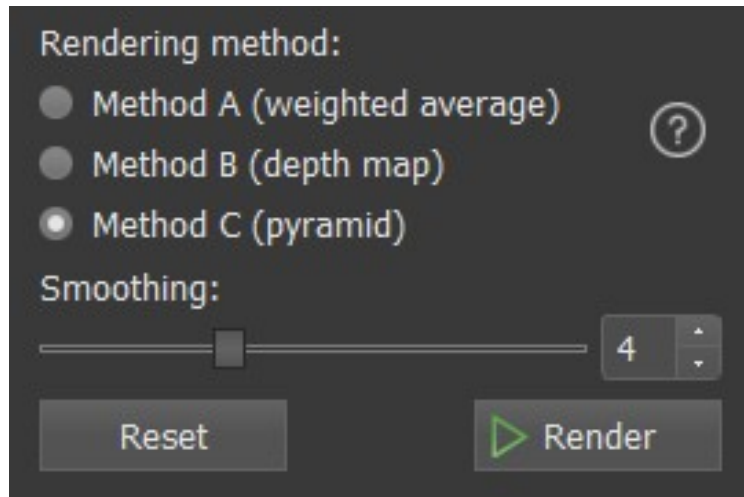 Rendering method:
Method A (weighted average)
?
Method B (depth map)
Method C (pyramid)
Smoothing:
4
Reset
Render